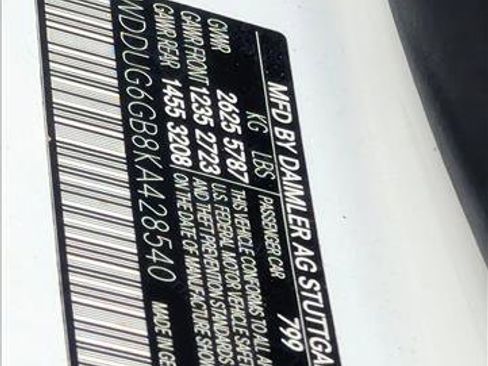 MFD BY DAIMLER AG STUTTGA
KG LBS PASSENGER CAR 799
GVWR 2625 5787 THIS VEHICLE CONFORMS TO ALL A
GAWR FRONT 1235 2723 U.S. FEDERAL MOTOR VEHICLE SAFET
GAWR REAR 1455 3208 AND THEFT PREVENTION STANDARDS
ON THE DATE OF MANUFACTURE SHOW
WDDUG6GB8KA428540 MADE IN GE